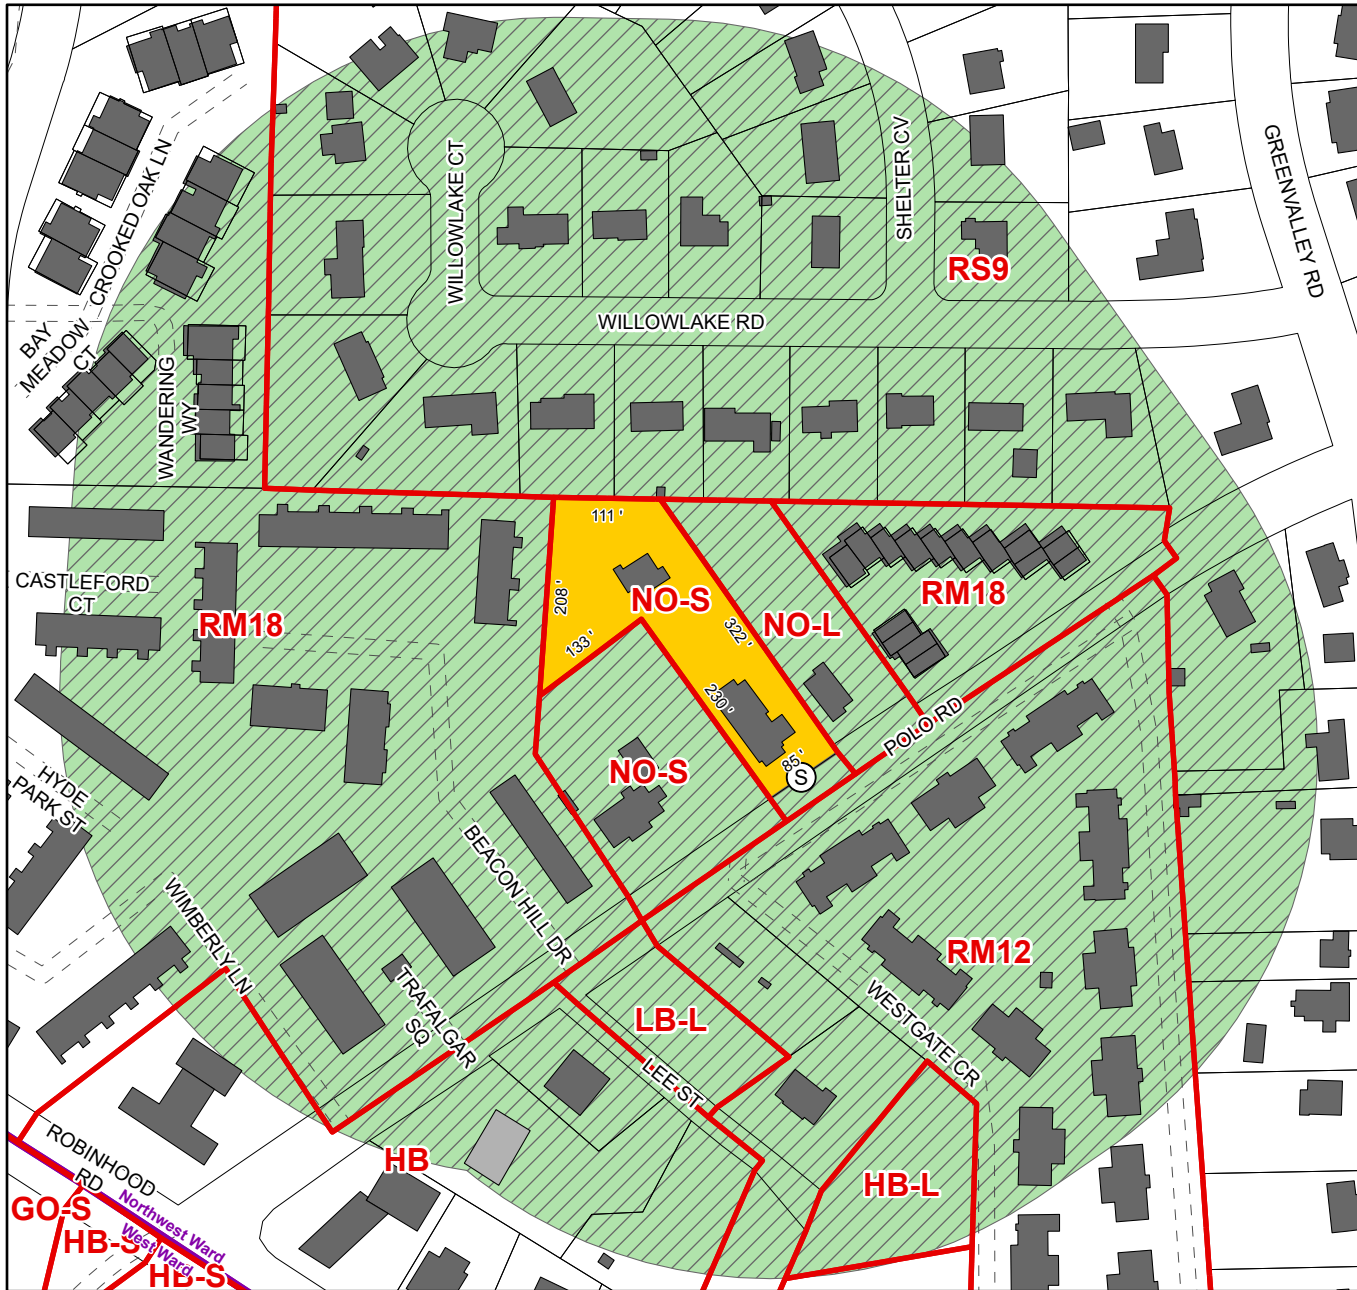 CROOKED OAK LN
WILLOWLAKE CT
SHELTER CV
GREENVALLEY RD
RS9
WILLOWLAKE RD
BAY
MEADOW
CT
WANDERING
WY
111 '
CASTLEFORD
CT
208 '
NO-S
RM18
RM18
133 '
322 '
NO-L
230 '
POLO RD
NO-S
85 '
S
HYDE
PARK ST
BEACON HILL DR
WIMBERLY LN
RM12
TRAFALGAR
SQ
LB-L
WESTGATE CR
LEE ST
ROBINHOOD
RD
HB
HB-L
GO-S
Northwest Ward
West Ward
HB-S
HB-S